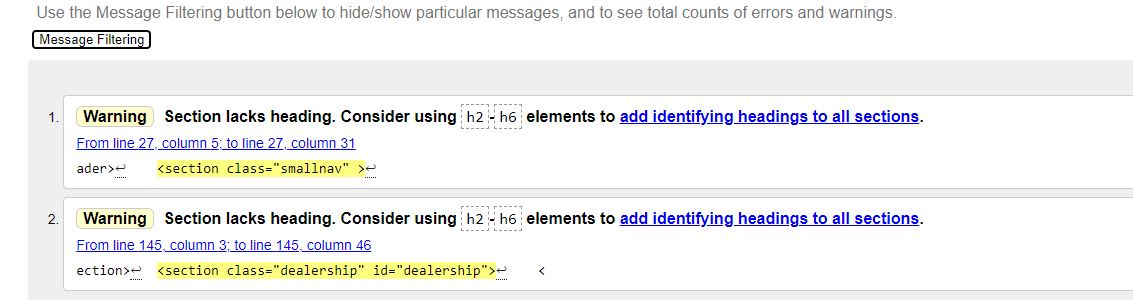 Use the Message Filtering button below to hide/show particular messages, and to see total counts of errors and warnings.
Message Filtering
1. Warning Section lacks heading. Consider using h2-h6 elements to add identifying headings to all sections.
From line 27, column 5; to line 27, column 31
ader>↩ <section class="smallnav" >↩
2. Warning Section lacks heading. Consider using h2-h6 elements to add identifying headings to all sections.
From line 145, column 3; to line 145, column 46
ection>↩ <section class="dealership" id="dealership">↩ <